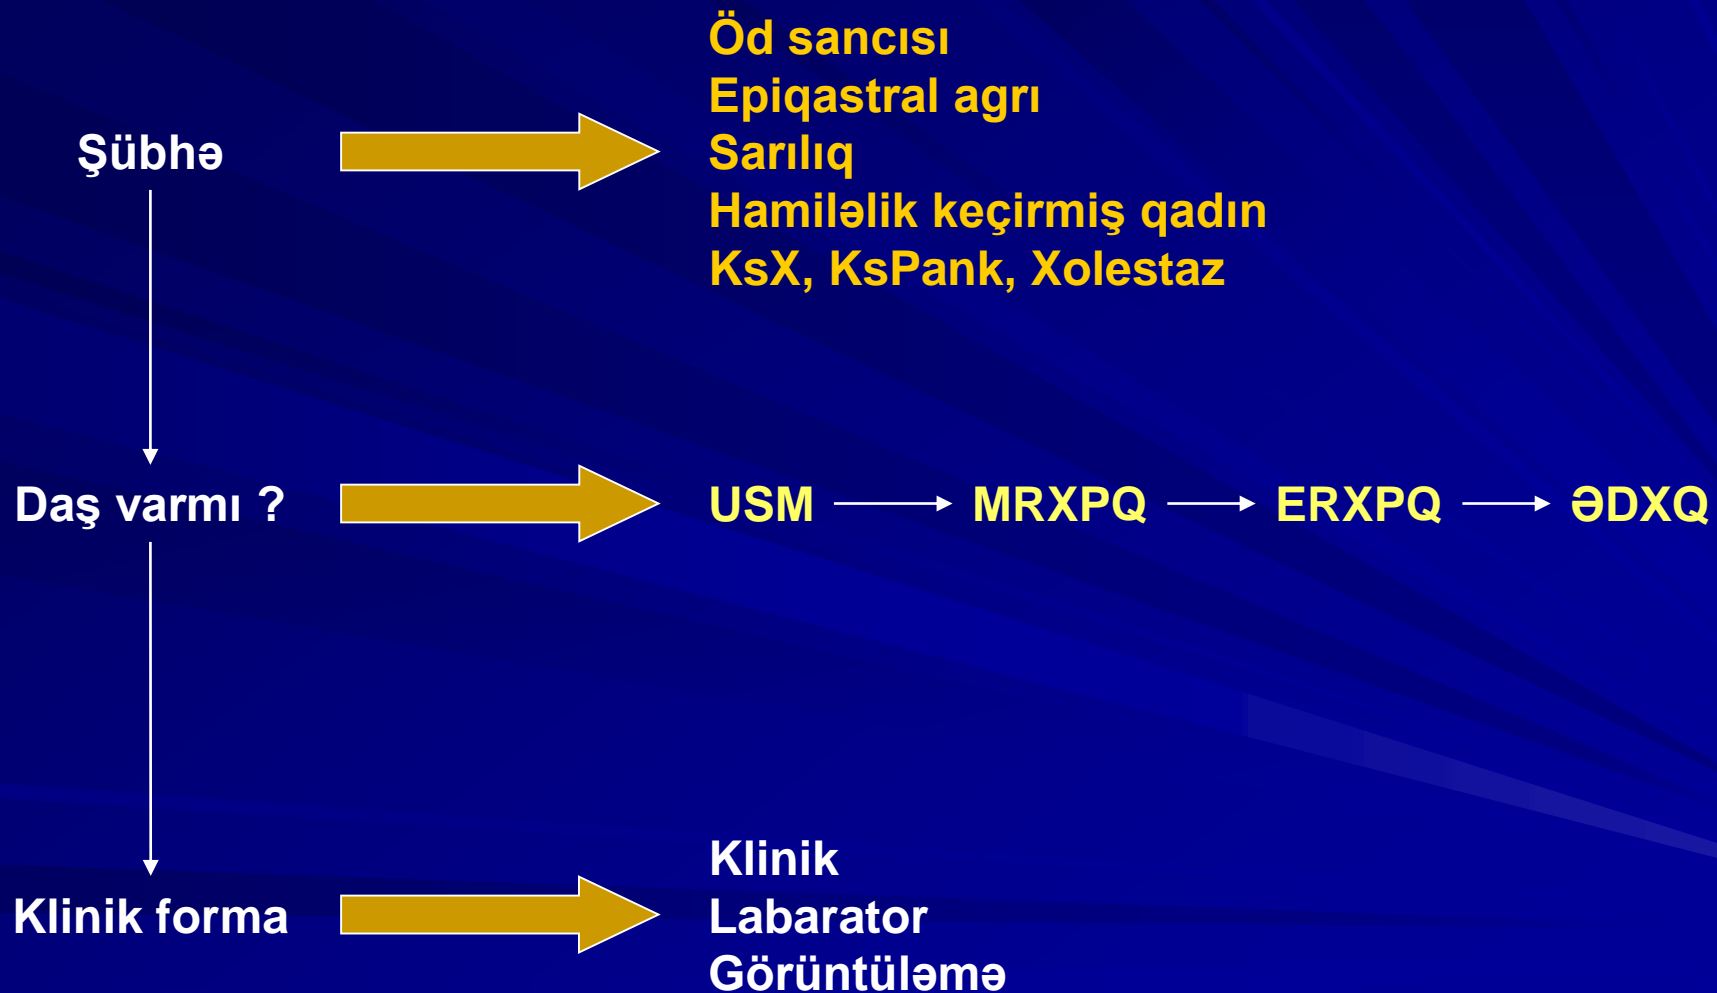 Öd sancısı
Epiqastral agrı
Şübhə
Sarılıq
Hamiləlik keçirmiş qadın
KsX, KsPank, Xolestaz
Daş varmı ?
USM MRXPQ ERXPQ ƏDXQ
Klinik forma
Klinik
Labarator
Görüntüləmə